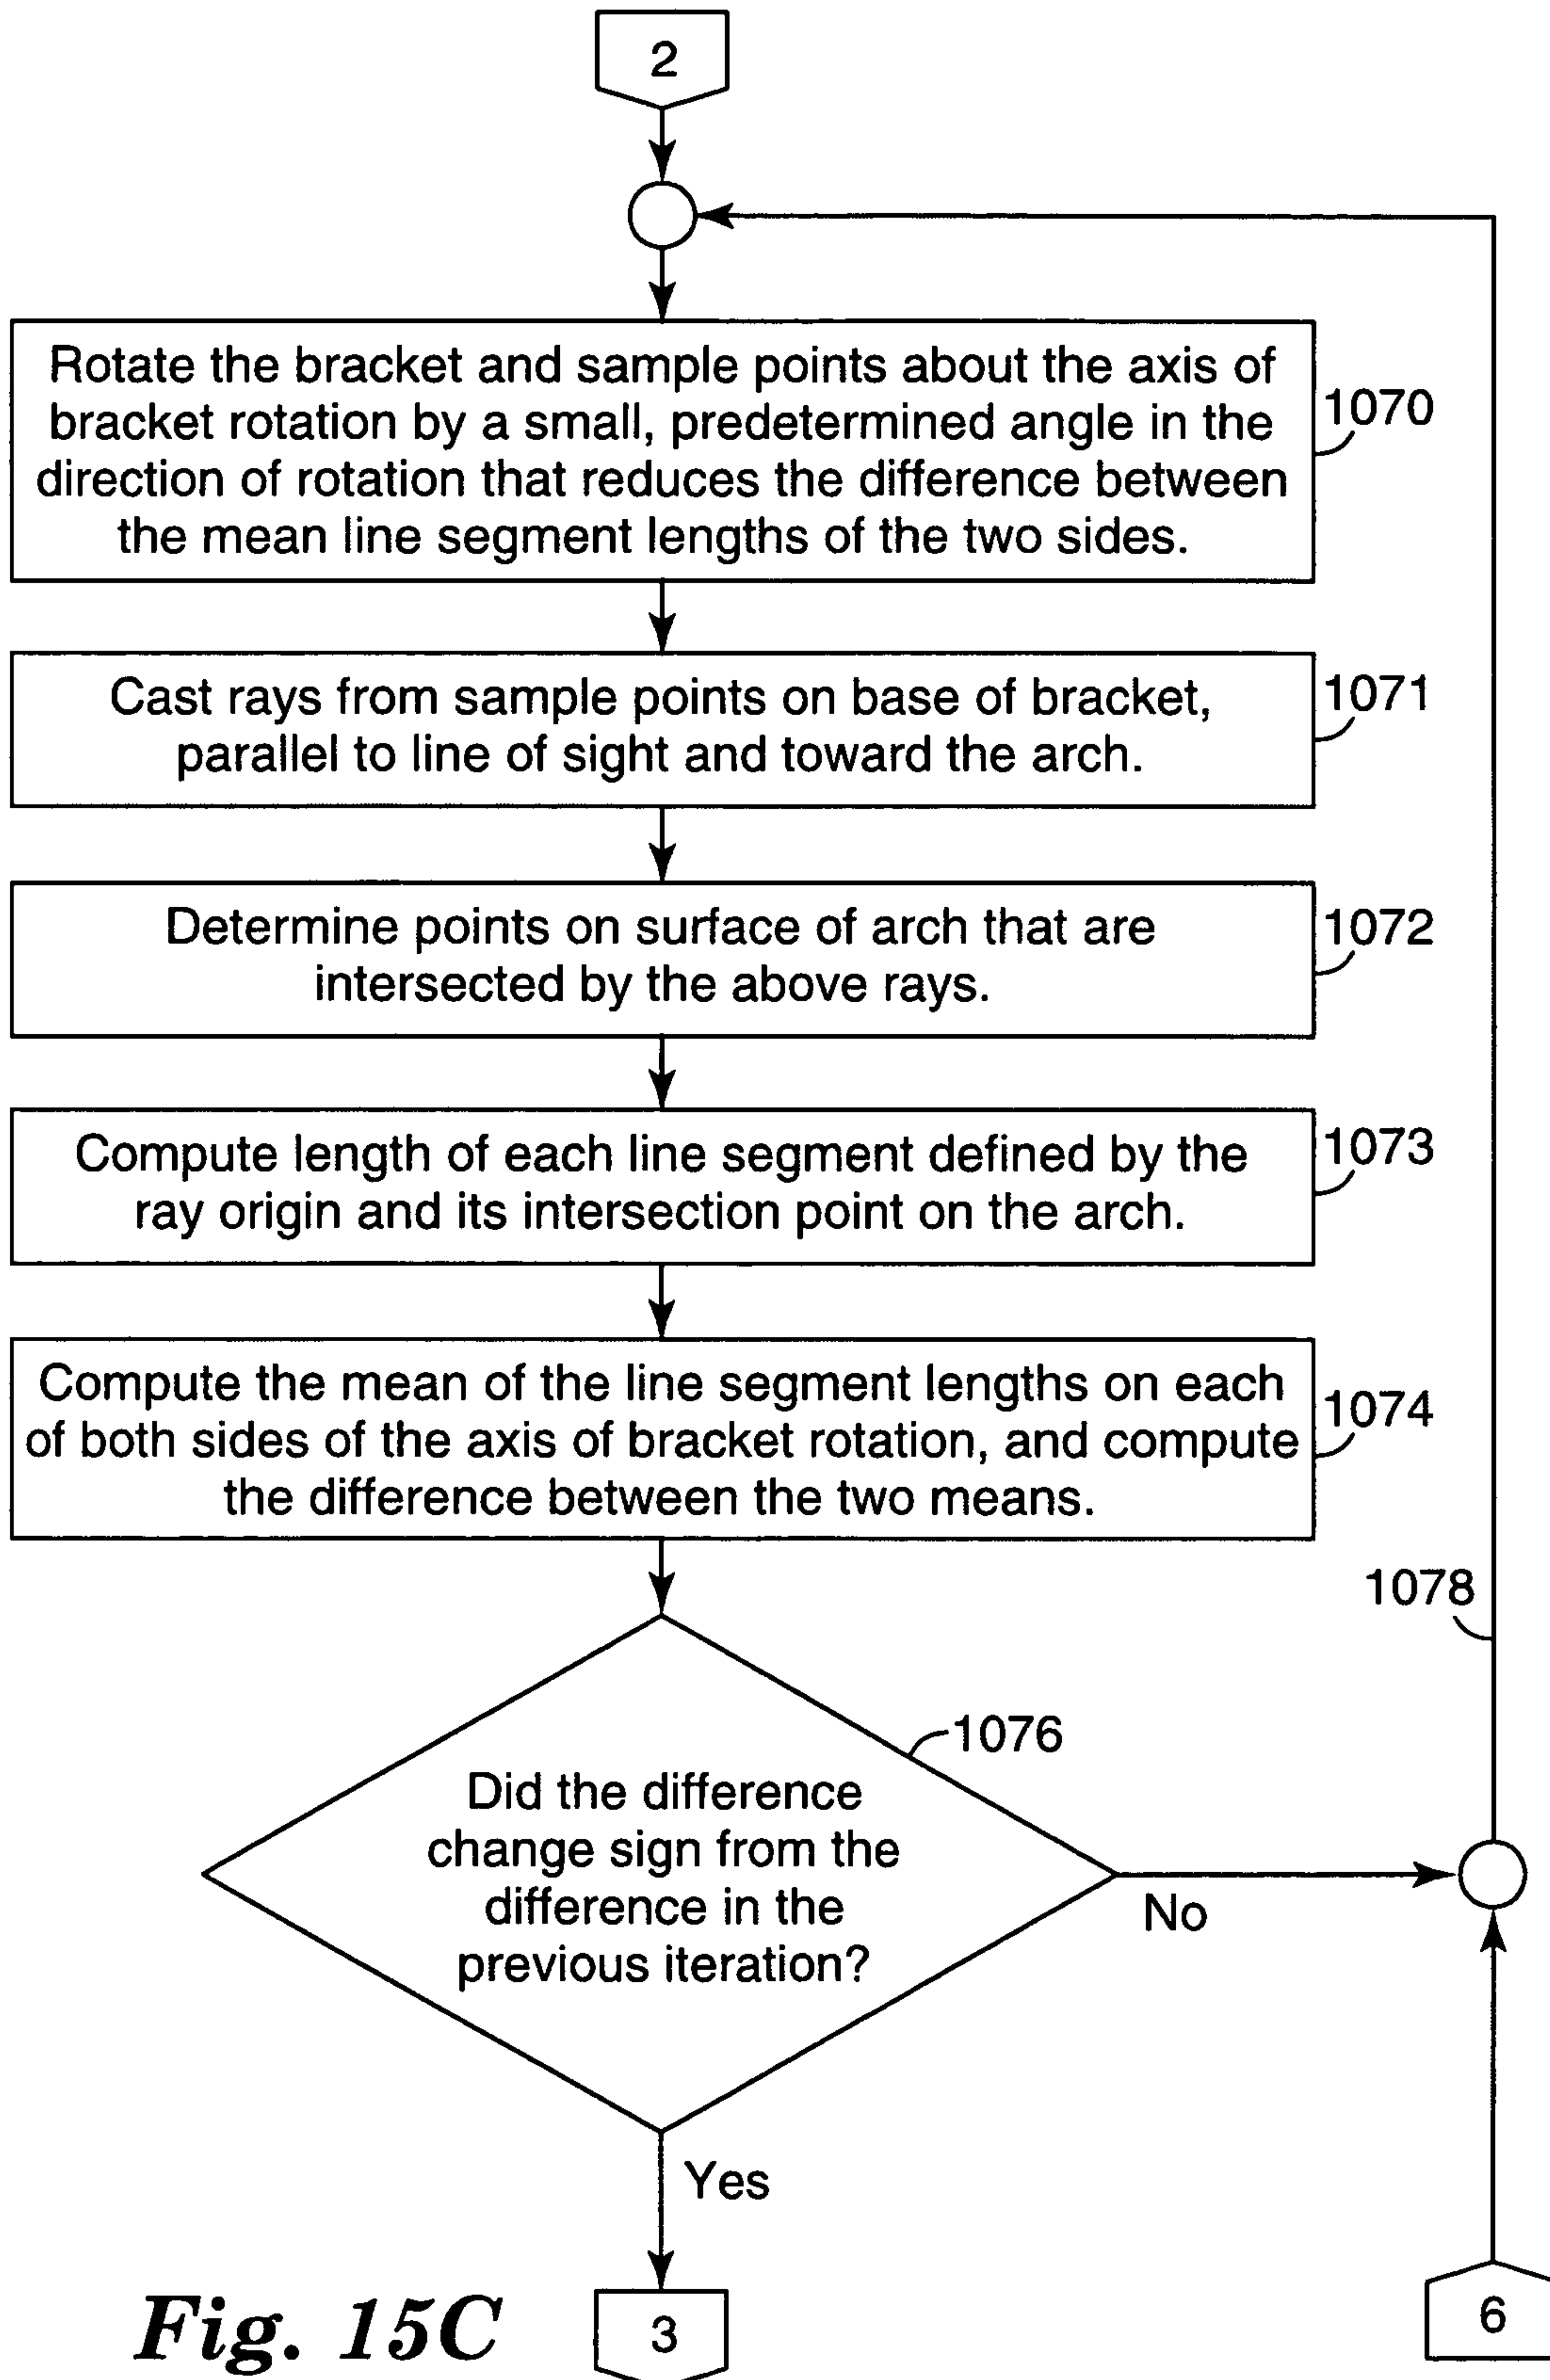 2
Rotate the bracket and sample points about the axis of
bracket rotation by a small, predetermined angle in the
direction of rotation that reduces the difference between
the mean line segment lengths of the two sides.
1070
Cast rays from sample points on base of bracket,
parallel to line of sight and toward the arch.
1071
Determine points on surface of arch that are
intersected by the above rays.
1072
Compute length of each line segment defined by the
ray origin and its intersection point on the arch.
1073
Compute the mean of the line segment lengths on each
of both sides of the axis of bracket rotation, and compute
the difference between the two means.
1074
1078
1076
Did the difference
change sign from the
difference in the
previous iteration?
No
Yes
Fig. 15C
3
6